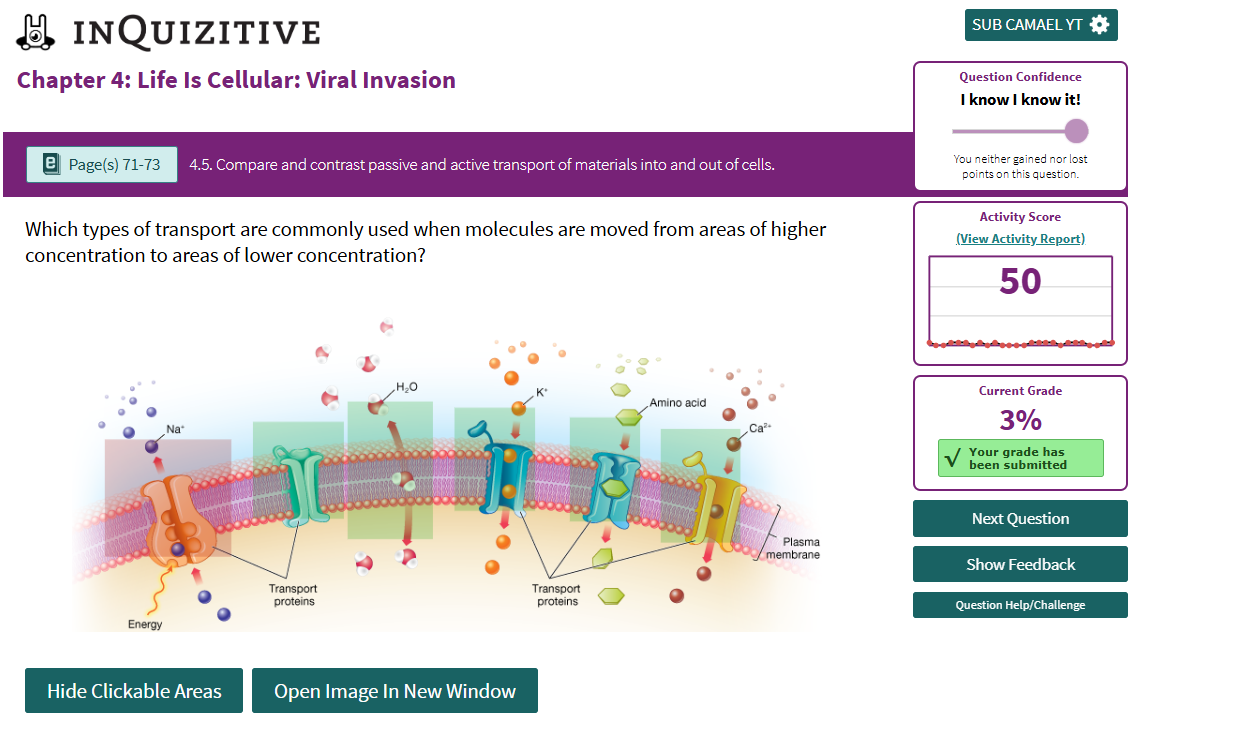 INQUIZITIVE
SUB CAMAEL YT
Chapter 4: Life Is Cellular: Viral Invasion
Question Confidence
I know I know it!
You neither gained nor lost
points on this question.
Page(s) 71-73
4.5. Compare and contrast passive and active transport of materials into and out of cells.
Which types of transport are commonly used when molecules are moved from areas of higher
concentration to areas of lower concentration?
Activity Score
(View Activity Report)
50
Current Grade
3%
√ Your grade has
been submitted
Next Question
Show Feedback
Question Help/Challenge
H₂O
K⁺
Amino acid
Na⁺
Ca²⁺
Plasma
membrane
Transport
proteins
Transport
proteins
Energy
Hide Clickable Areas
Open Image In New Window